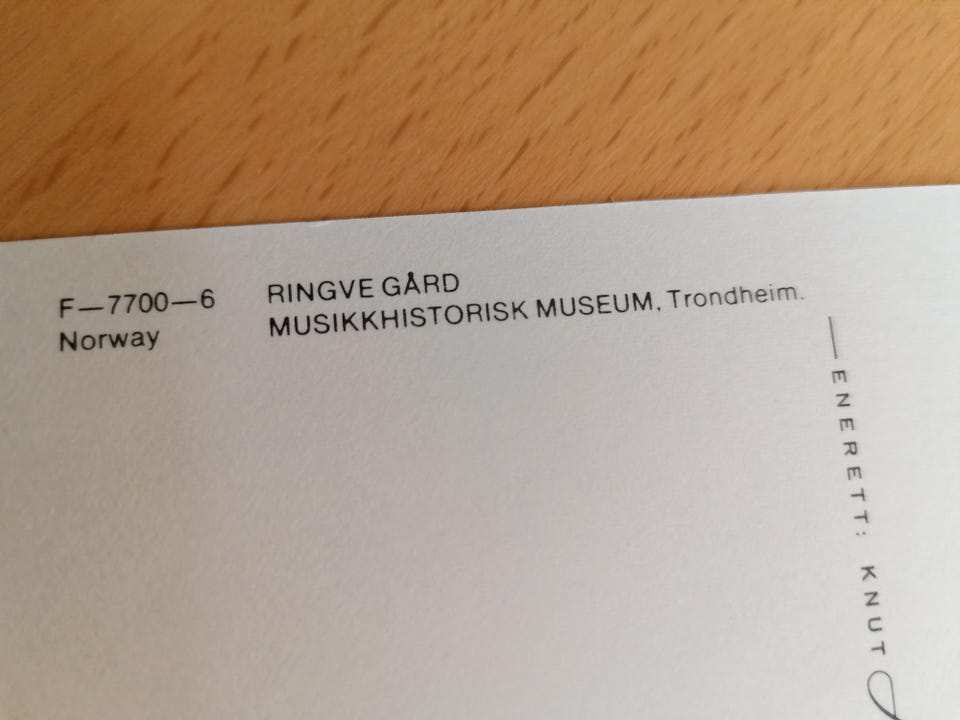 F—7700—6
Norway
RINGVE GÅRD
MUSIKKHISTORISK MUSEUM, Trondheim.
—ENERETT: KNUT